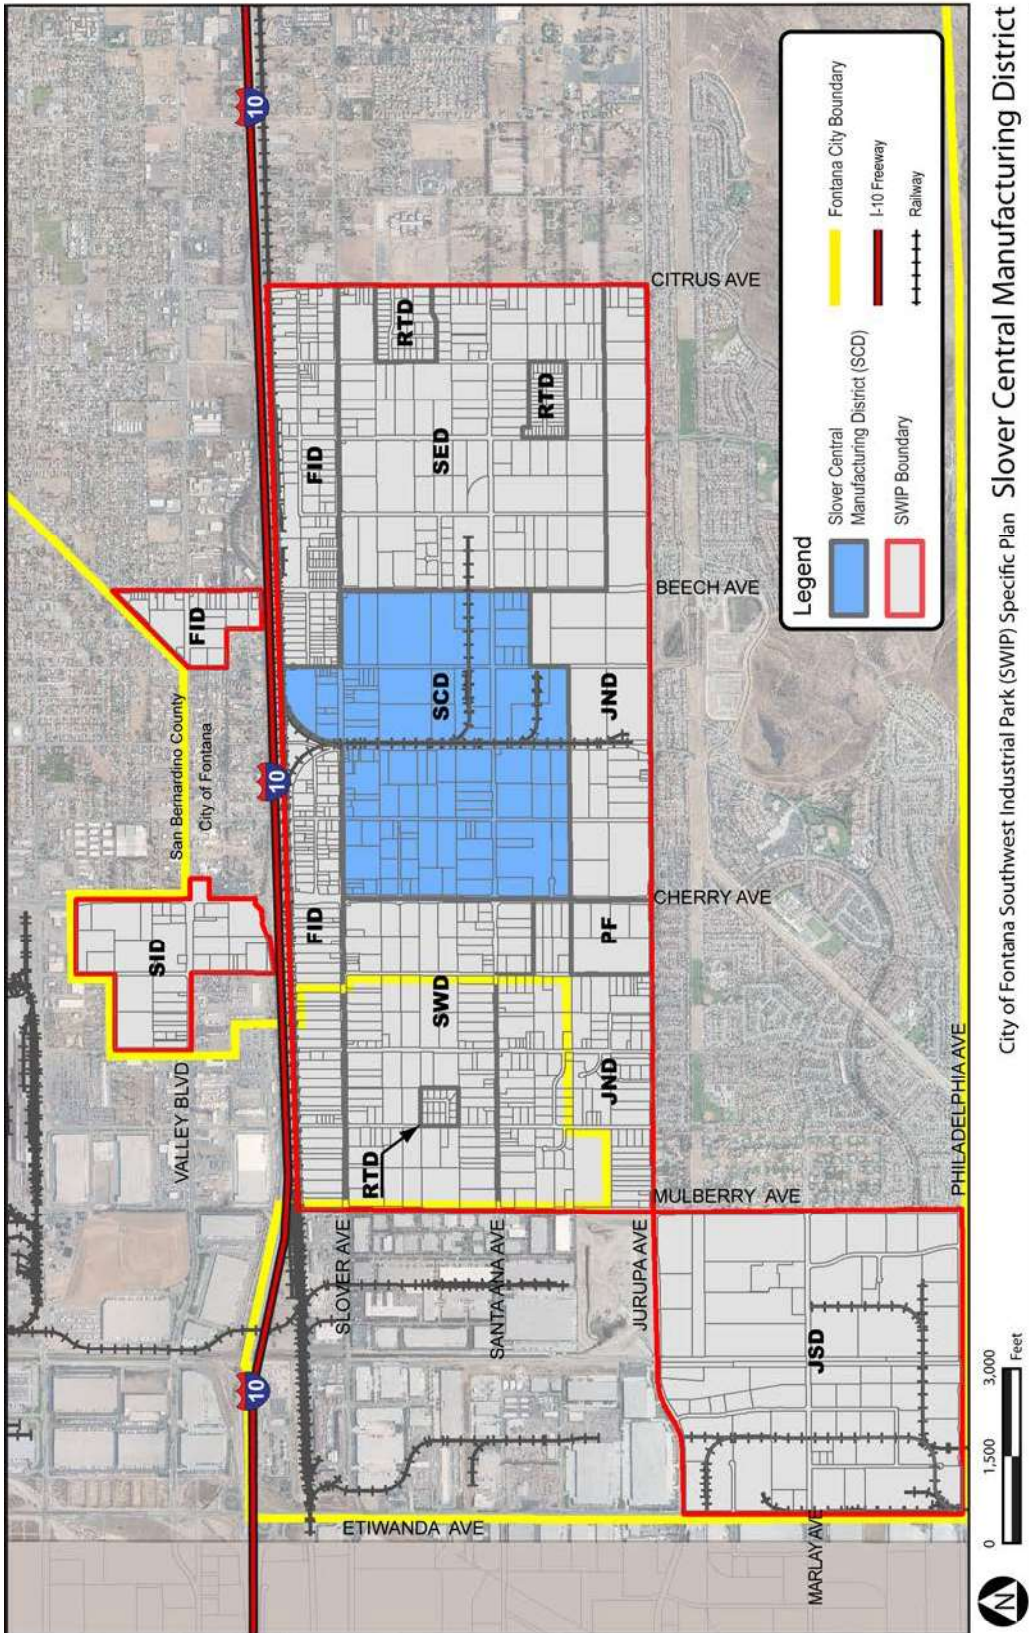 10
10
10
San Bernardino County
City of Fontana
VALLEY BLVD
SID
FID
FID
FID
FID
SWD
RTD
SCD
SED
RTD
RTD
JND
PF
JND
JSD
SLOVER AVE
SANTA ANA AVE
JURUPA AVE
ETIWANDA AVE
MULBERRY AVE
CHERRY AVE
BEECH AVE
CITRUS AVE
MARLAY AVE
PHILADELPHIA AVE
Legend
Slover Central
Manufacturing District (SCD)
SWIP Boundary
Fontana City Boundary
I-10 Freeway
Railway
N
0 1,500 3,000
Feet
City of Fontana Southwest Industrial Park (SWIP) Specific Plan Slover Central Manufacturing District